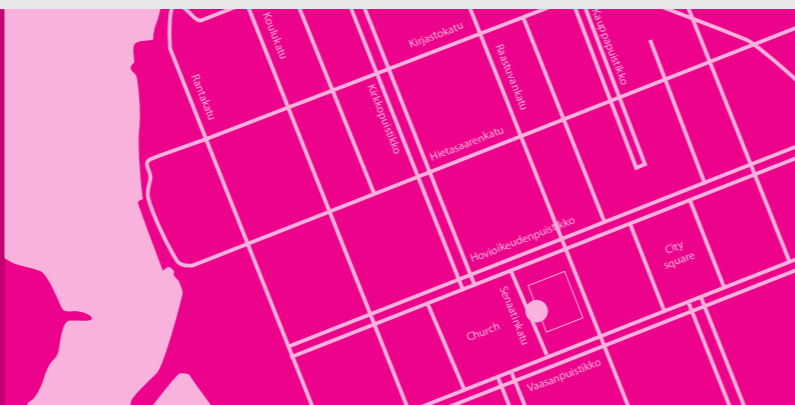 Koulukatu
Kirjastokatu
Kauppapuistikko
Rantakatu
Raastuvankatu
Kirkkopuistikko
Hietasaarenkatu
Hovioikeudenpuistikko
City
square
Senaatinkatu
Church
Vaasanpuistikko